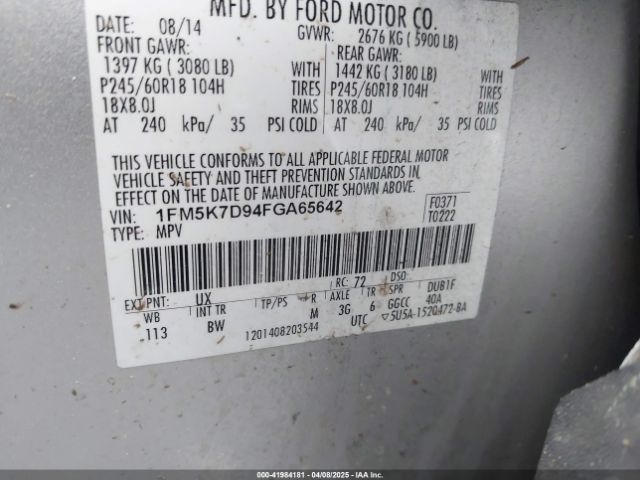 MFD. BY FORD MOTOR CO.
DATE: 08/14 GVWR: 2676 KG (5900 LB)
FRONT GAWR: REAR GAWR:
1397 KG (3080 LB) WITH 1442 KG (3180 LB) WITH
P245/60R18 104H TIRES P245/60R18 104H TIRES
18X8.0J RIMS 18X8.0J RIMS
AT 240 kPa/ 35 PSI COLD AT 240 kPa/ 35 PSI COLD
THIS VEHICLE CONFORMS TO ALL APPLICABLE FEDERAL MOTOR
VEHICLE SAFETY AND THEFT PREVENTION STANDARDS IN
EFFECT ON THE DATE OF MANUFACTURE SHOWN ABOVE.
VIN: 1FM5K7D94FGA65642 F0371
TYPE: MPV T0222
EXT PNT: UX RC: 72 DSO:
WB INT TR TP/PS R AXLE TR SPR DUB1F
113 BW M 3G 6 GGCC 40A
1201408203544 UTC ▽5U5A-1520472-BA
000-41984181 - 04/08/2025 - IAA, Inc.